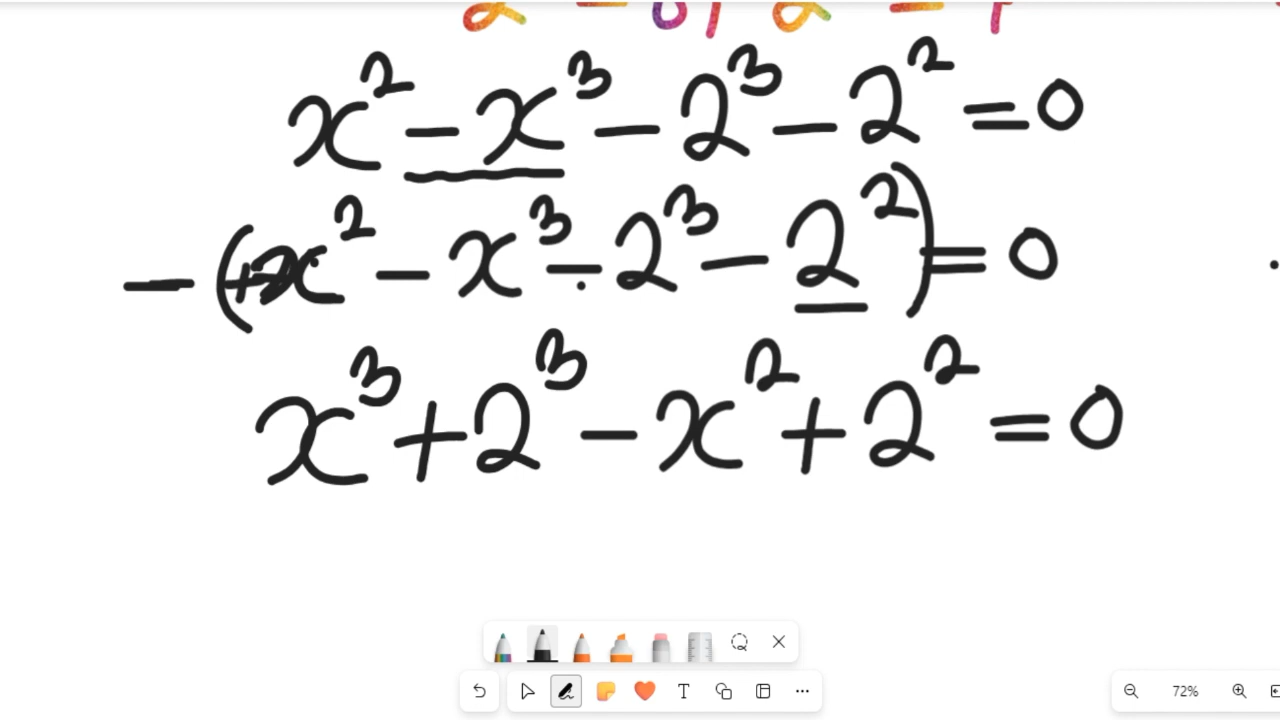 x² - x³ - 2³ - 2² = 0
- (+x² - x³ - 2³ - 2²) = 0
x³ + 2³ - x² + 2² = 0
T
72%